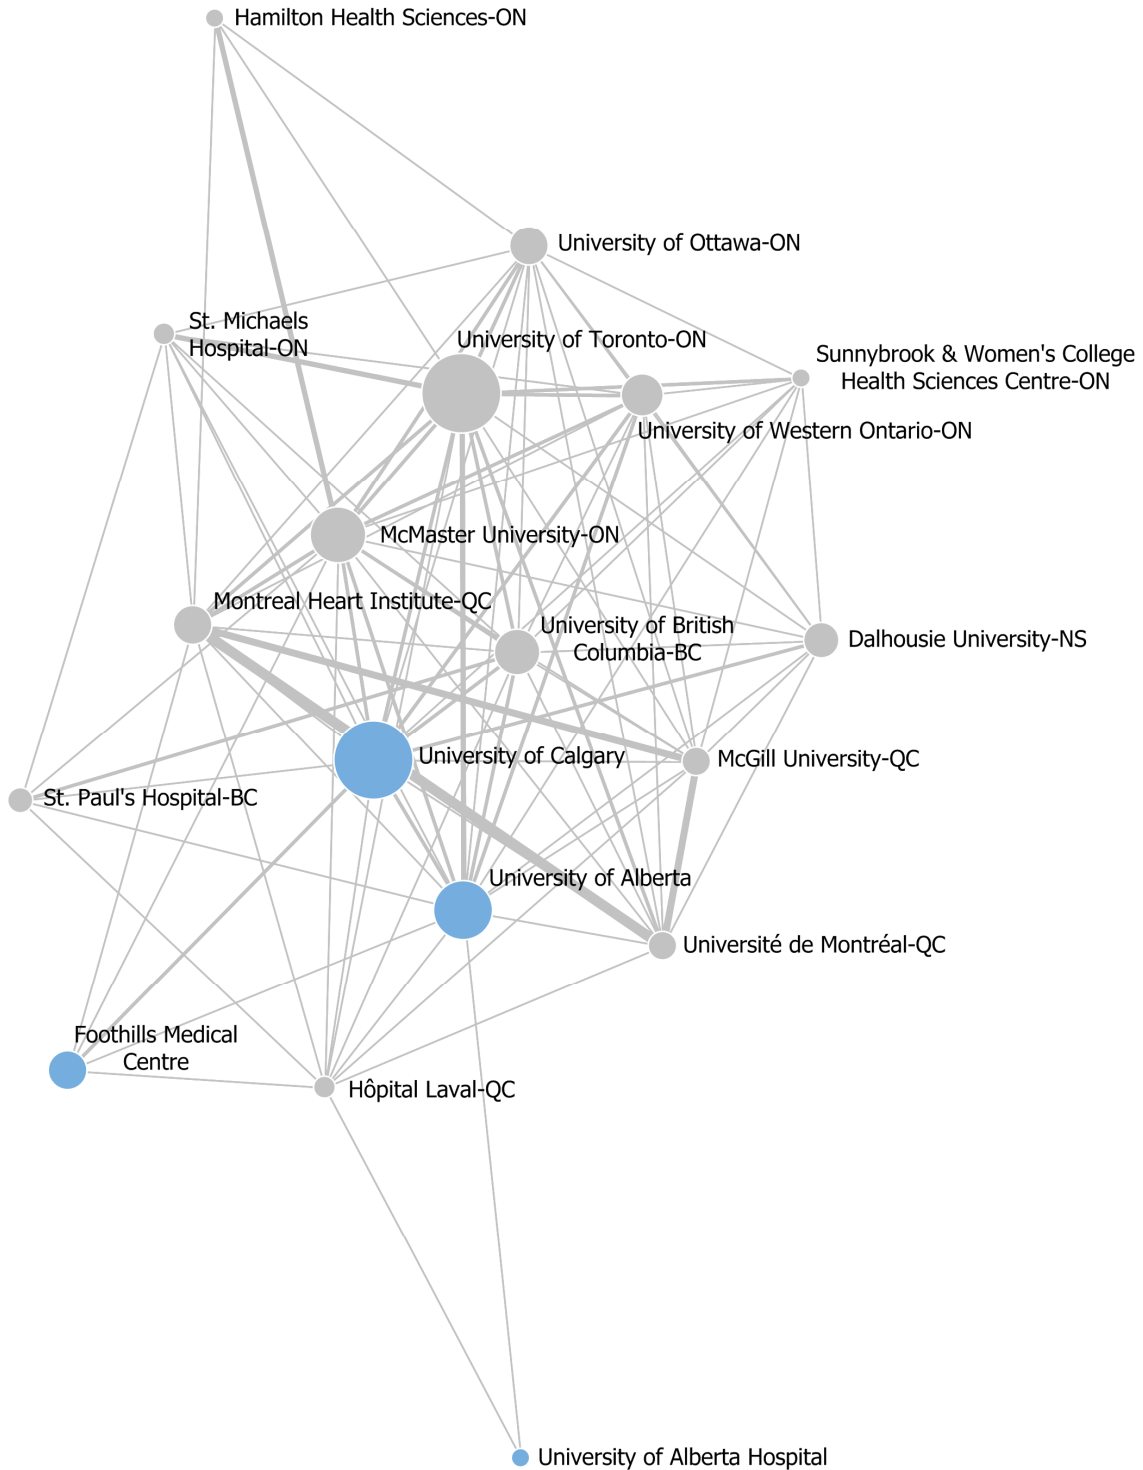 Hamilton Health Sciences-ON
University of Ottawa-ON
St. Michaels
Hospital-ON
University of Toronto-ON
Sunnybrook & Women's College
Health Sciences Centre-ON
University of Western Ontario-ON
McMaster University-ON
Montreal Heart Institute-QC
University of British
Columbia-BC
Dalhousie University-NS
University of Calgary
McGill University-QC
St. Paul's Hospital-BC
University of Alberta
Université de Montréal-QC
Foothills Medical
Centre
Hôpital Laval-QC
University of Alberta Hospital